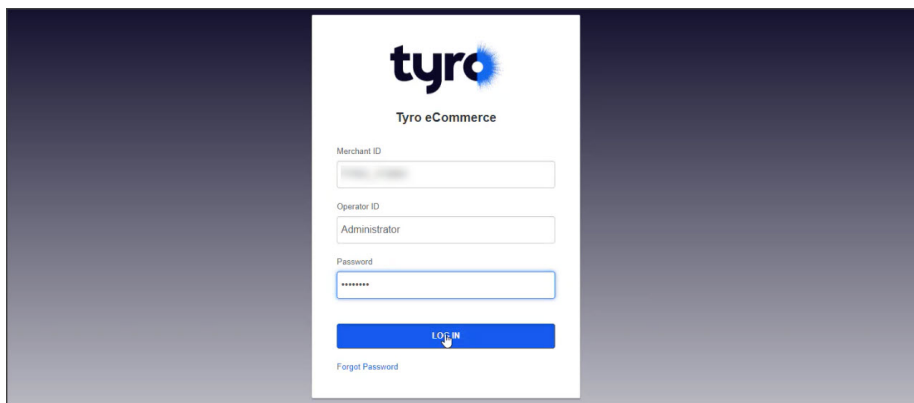 tyro
Tyro eCommerce
Merchant ID
Operator ID
Administrator
Password
••••••••
LOG IN
Forgot Password